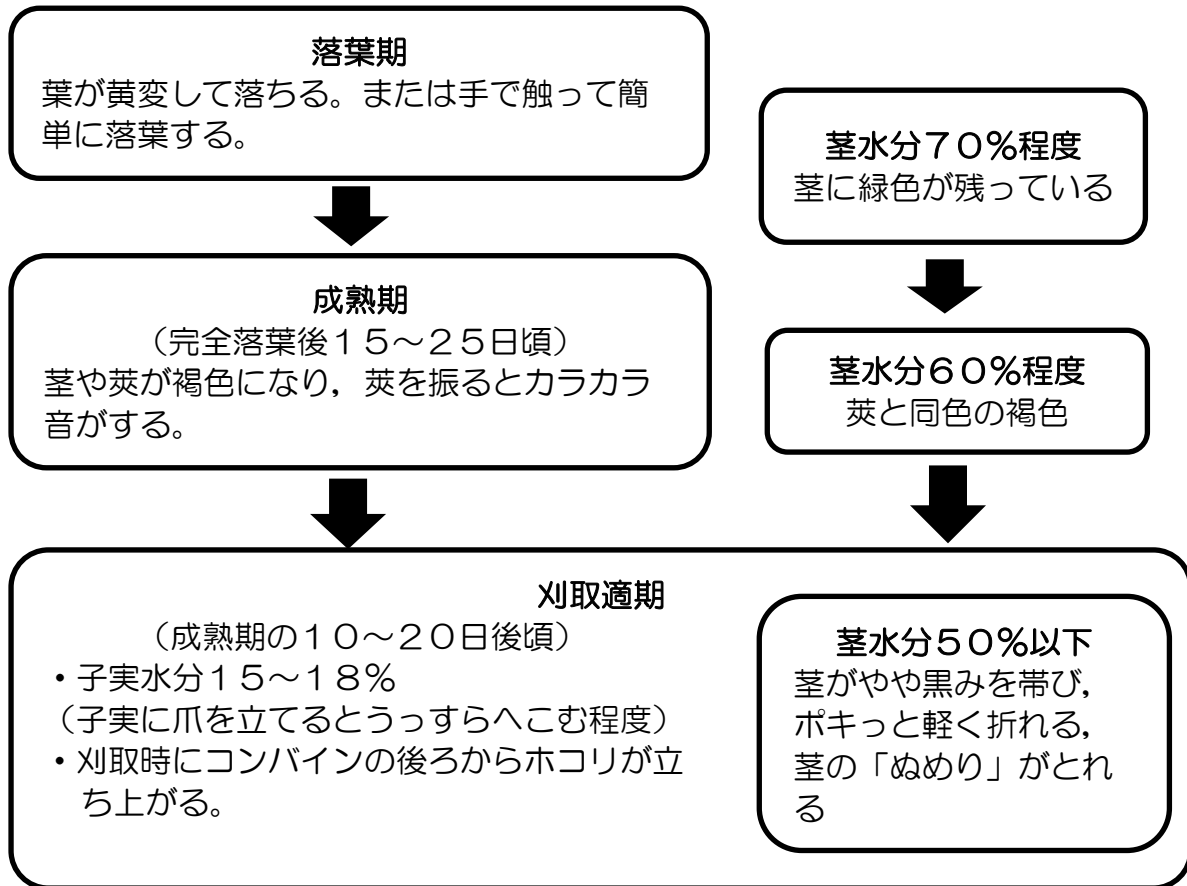 落葉期
葉が黄変して落ちる。または手で触って簡
単に落葉する。
茎水分７０％程度
茎に緑色が残っている
成熟期
（完全落葉後１５～２５日頃）
茎や莢が褐色になり，莢を振るとカラカラ
音がする。
茎水分６０％程度
莢と同色の褐色
刈取適期
（成熟期の１０～２０日後頃）
・子実水分１５～１８％
（子実に爪を立てるとうっすらへこむ程度）
・刈取時にコンバインの後ろからホコリが立
ち上がる。
茎水分５０％以下
茎がやや黒みを帯び，
ポキっと軽く折れる，
茎の「ぬめり」がとれ
る